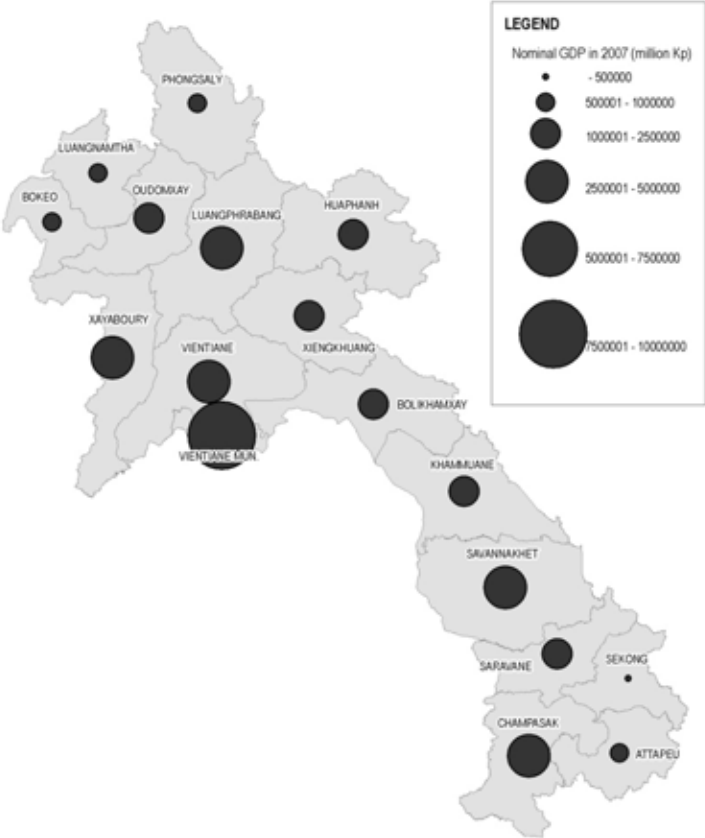 LEGEND
Nominal GDP in 2007 (million Kp)
- 500000
500001 - 1000000
1000001 - 2500000
2500001 - 5000000
5000001 - 7500000
7500001 - 10000000
PHONGSALY
LUANGNAMTHA
BOKEO
OUDOMXAY
LUANGPHRABANG
HUAPHANH
XAYABOURY
VIENTIANE
XIENGKHUANG
BOLIKHAMXAY
VIENTIANE MUN.
KHAMMUANE
SAVANNAKHET
SARAVANE
SEKONG
CHAMPASAK
ATTAPEU